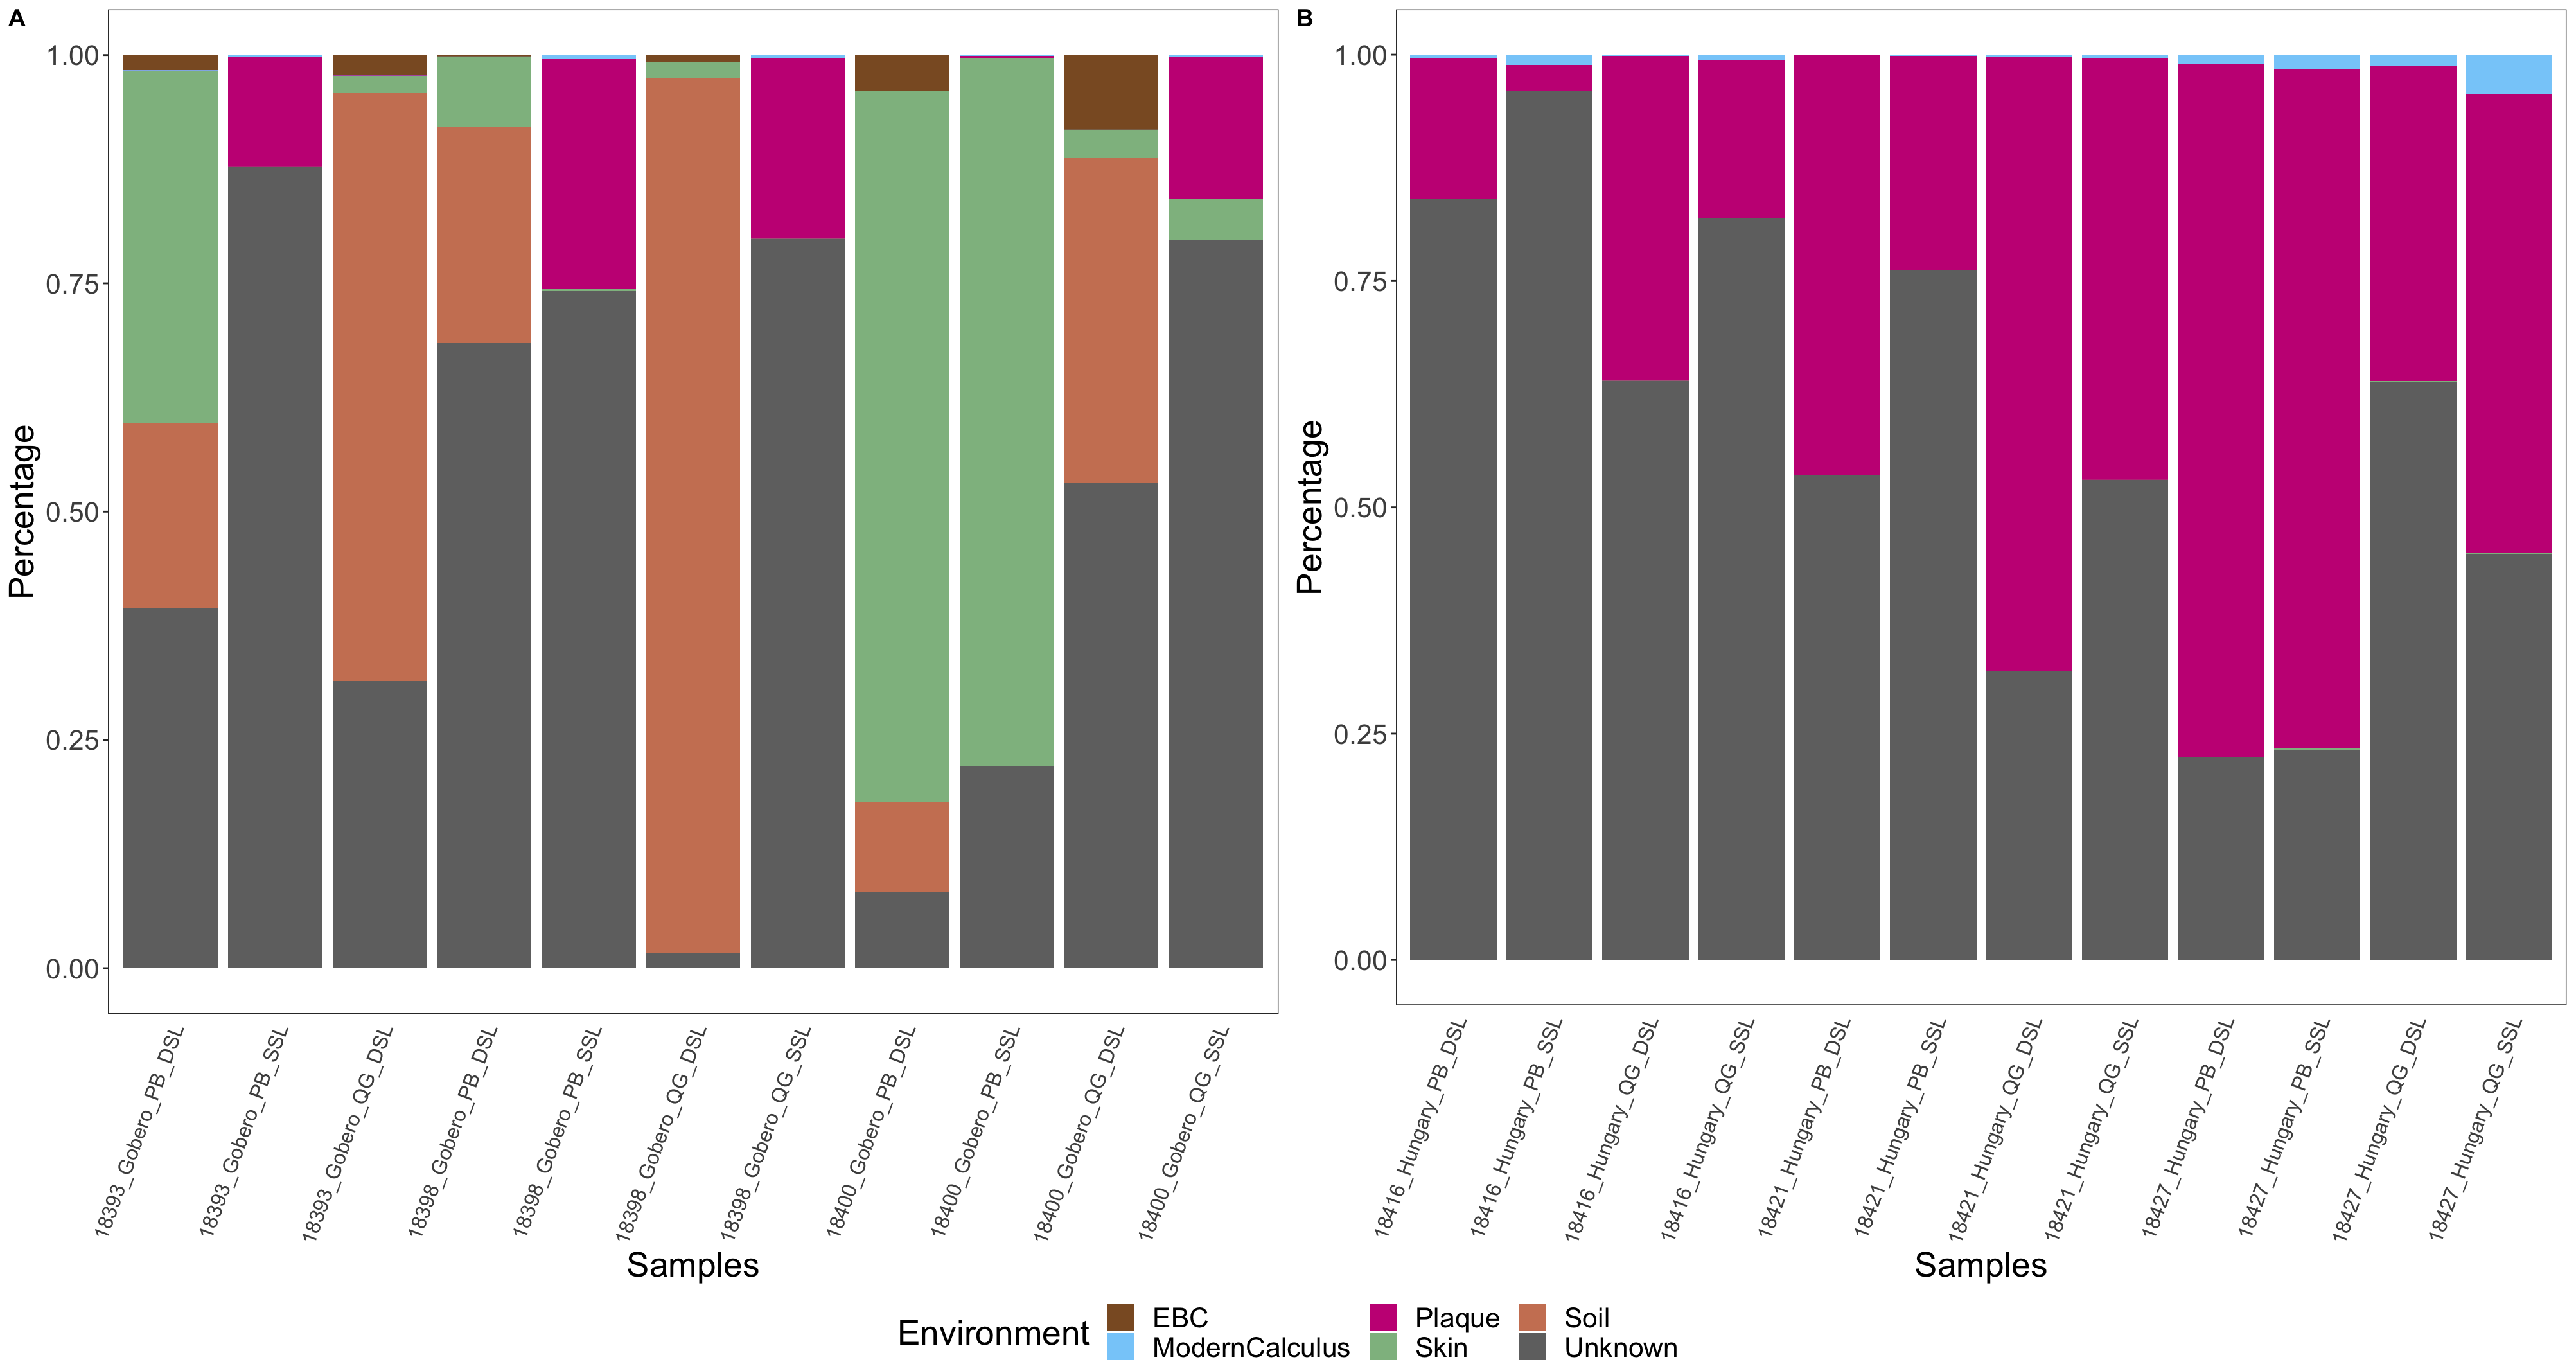 A
B
Percentage
1.00
0.75
0.50
0.25
0.00
18393_Gobero_PB_DSL
18393_Gobero_PB_SSL
18393_Gobero_QG_DSL
18398_Gobero_PB_DSL
18398_Gobero_PB_SSL
18398_Gobero_QG_DSL
18398_Gobero_QG_SSL
18400_Gobero_PB_DSL
18400_Gobero_PB_SSL
18400_Gobero_QG_DSL
18400_Gobero_QG_SSL
Samples
Percentage
1.00
0.75
0.50
0.25
0.00
18416_Hungary_PB_DSL
18416_Hungary_PB_SSL
18416_Hungary_QG_DSL
18416_Hungary_QG_SSL
18421_Hungary_PB_DSL
18421_Hungary_PB_SSL
18421_Hungary_QG_DSL
18421_Hungary_QG_SSL
18427_Hungary_PB_DSL
18427_Hungary_PB_SSL
18427_Hungary_QG_DSL
18427_Hungary_QG_SSL
Samples
Environment
EBC
ModernCalculus
Plaque
Skin
Soil
Unknown